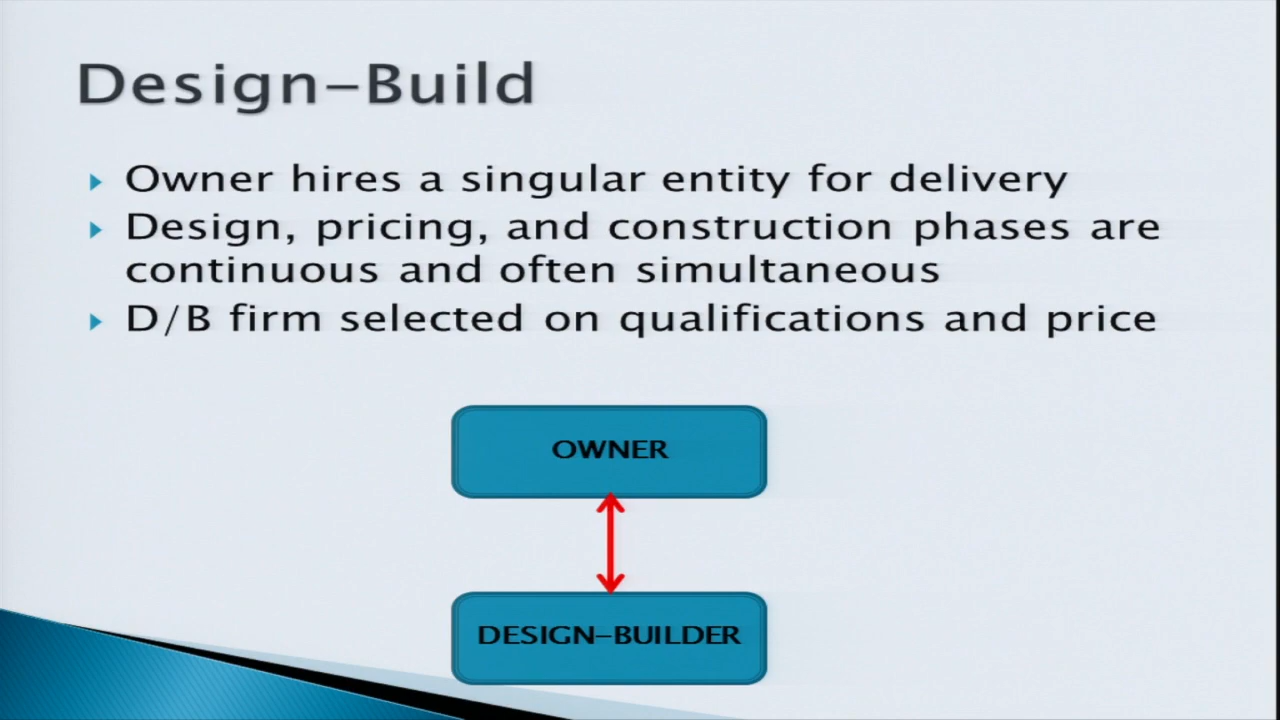 Design-Build
Owner hires a singular entity for delivery
Design, pricing, and construction phases are
continuous and often simultaneous
D/B firm selected on qualifications and price
OWNER
DESIGN-BUILDER